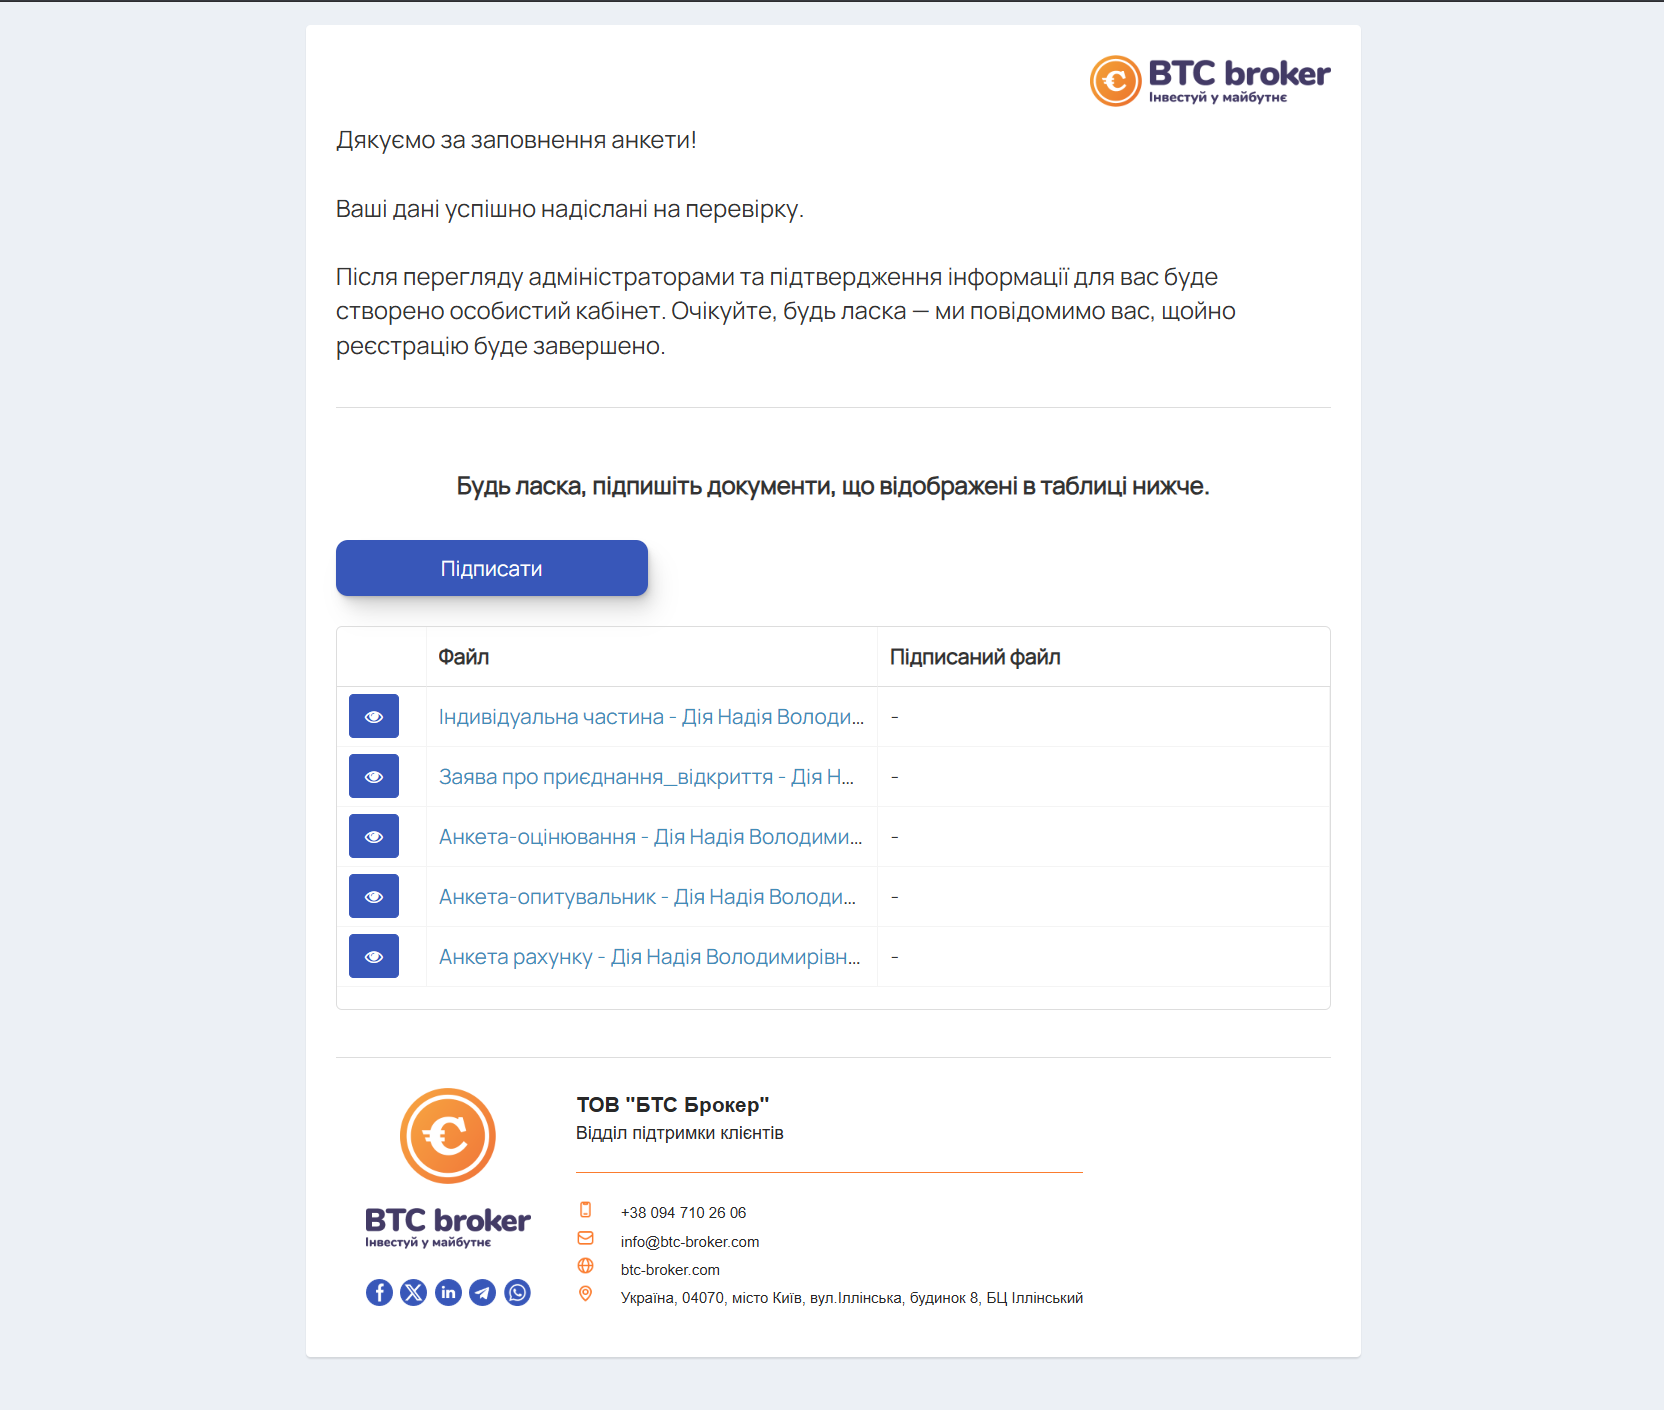 BTC broker
Інвестуй у майбутнє
Дякуємо за заповнення анкети!
Ваші дані успішно надіслані на перевірку.
Після перегляду адміністраторами та підтвердження інформації для вас буде
створено особистий кабінет. Очікуйте, будь ласка — ми повідомимо вас, щойно
реєстрацію буде завершено.
Будь ласка, підпишіть документи, що відображені в таблиці нижче.
Підписати
Файл Підписаний файл
Індивідуальна частина - Дія Надія Володи... -
Заява про приєднання_відкриття - Дія Н... -
Анкета-оцінювання - Дія Надія Володими... -
Анкета-опитувальник - Дія Надія Володи... -
Анкета рахунку - Дія Надія Володимирівн... -
ТОВ "БТС Брокер"
Відділ підтримки клієнтів
BTC broker
Інвестуй у майбутнє
+38 094 710 26 06
info@btc-broker.com
btc-broker.com
Україна, 04070, місто Київ, вул.Іллінська, будинок 8, БЦ Іллінський